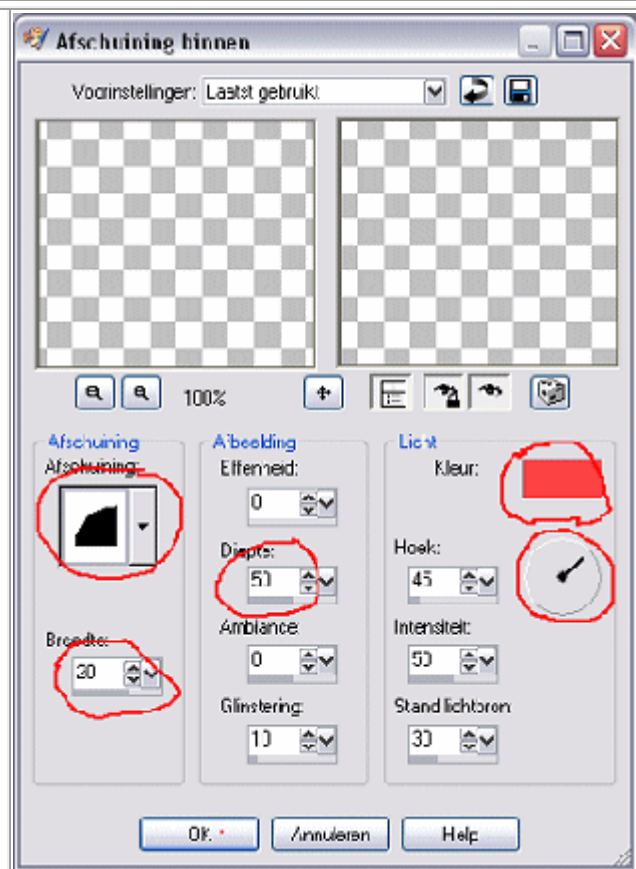 Afschuining binnen
Voorinstellingen: Laatst gebruikt
100%
Afschuining
Afschuining:
Breedte:
20
Afbeelding
Effenheid:
0
Diepte:
50
Ambiance:
0
Glinstering:
10
Licht
Kleur:
Hoek:
45
Intensiteit:
50
Stand lichtbron:
30
OK
Annuleren
Help